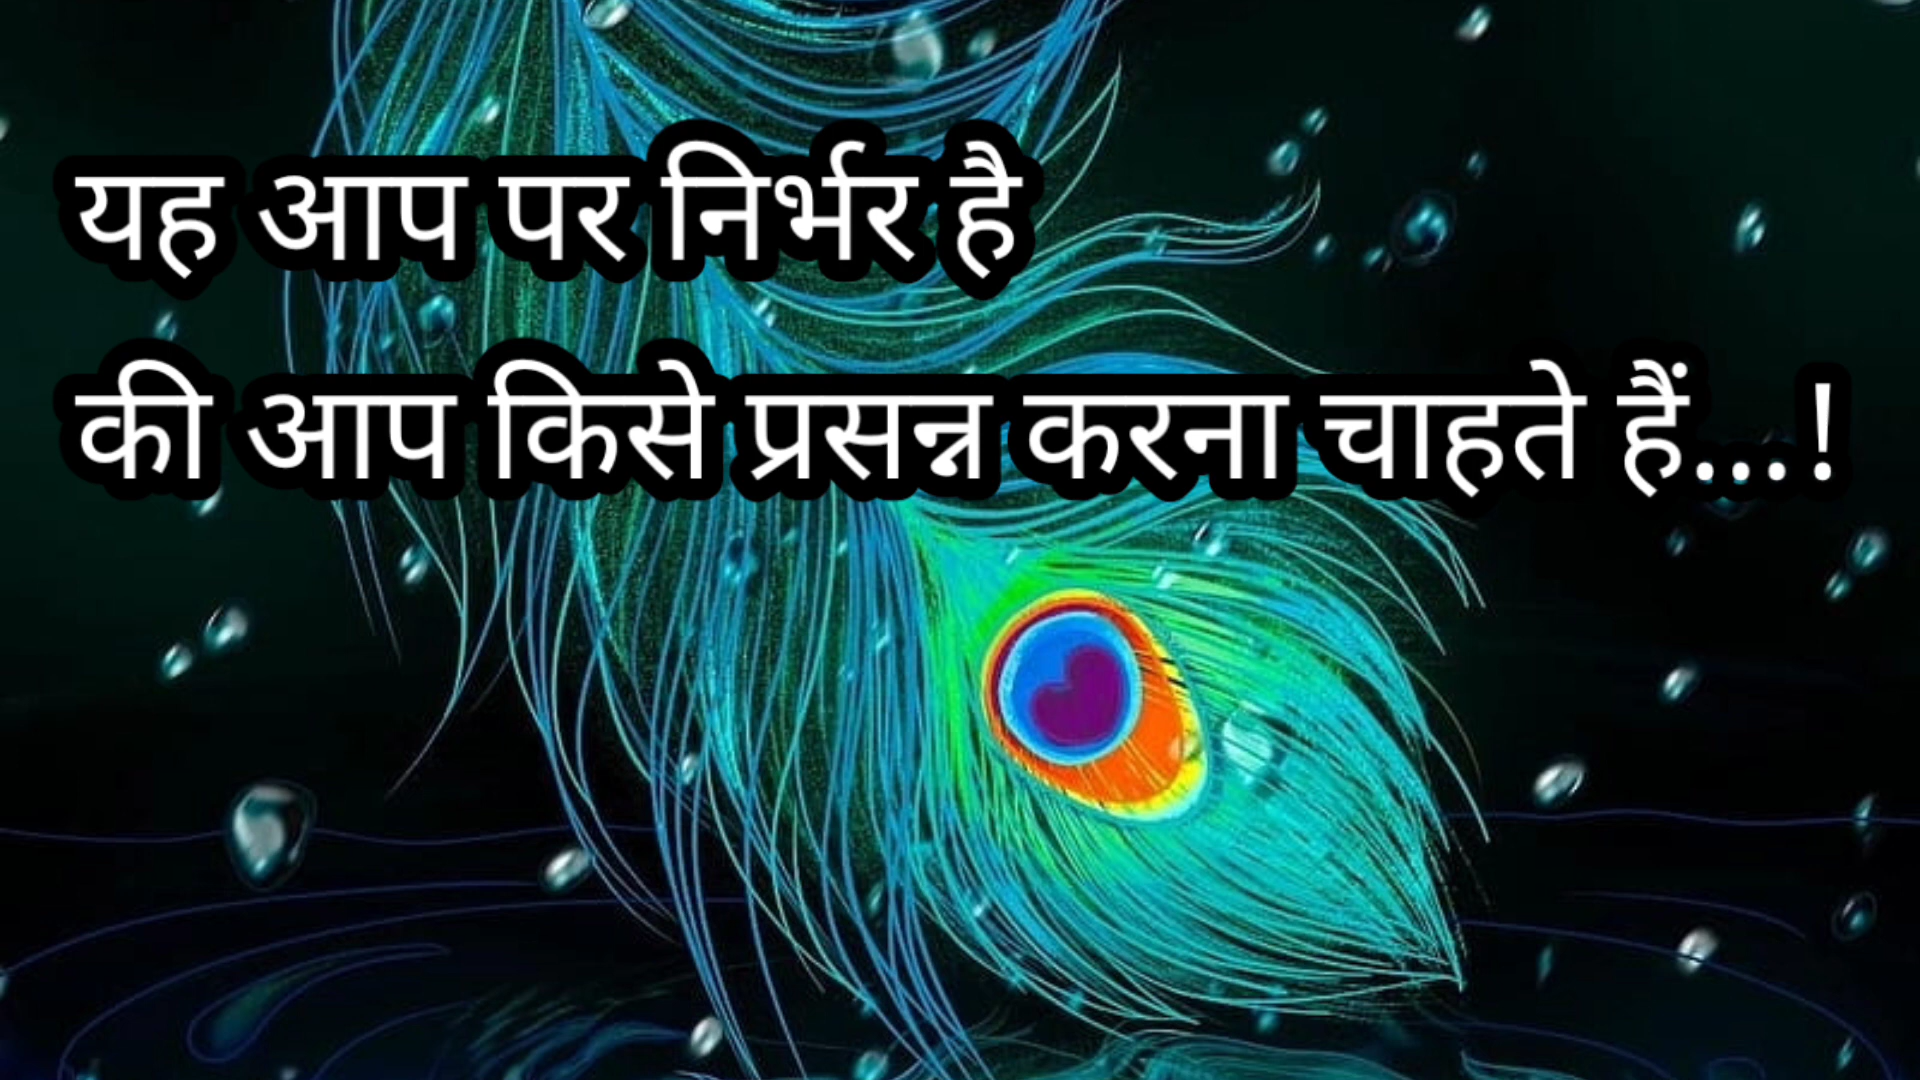 यह आप पर निर्भर है
की आप किसे प्रसन्न करना चाहते हैं...!